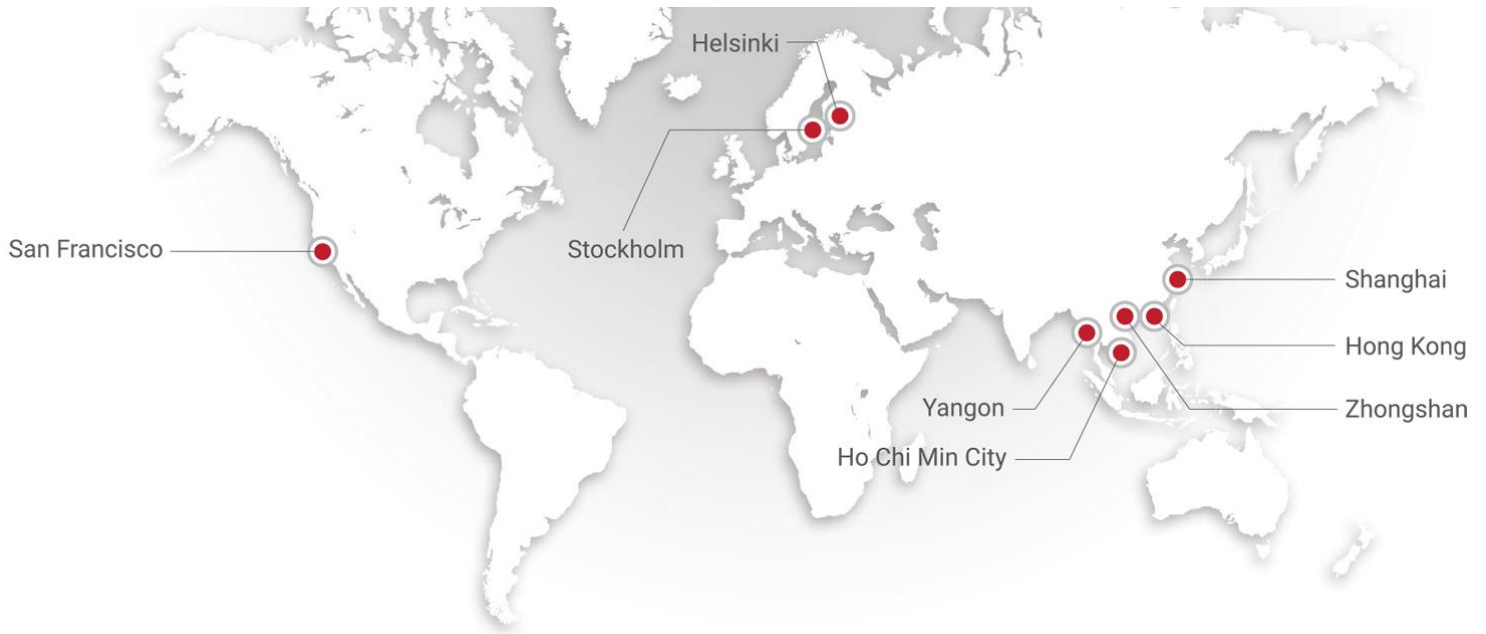 Helsinki
San Francisco
Stockholm
Shanghai
Hong Kong
Yangon
Zhongshan
Ho Chi Min City